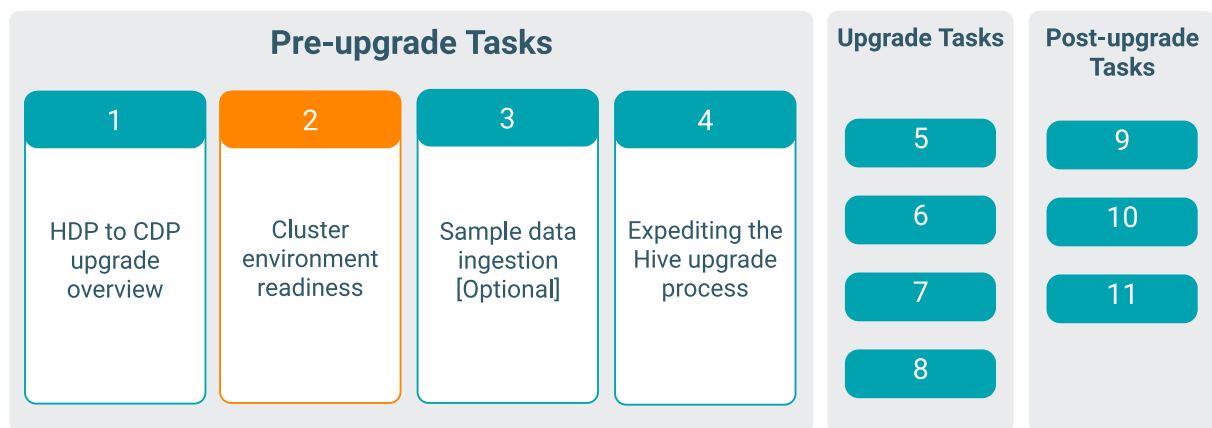 Pre-upgrade Tasks
1
HDP to CDP
upgrade
overview
2
Cluster
environment
readiness
3
Sample data
ingestion
[Optional]
4
Expediting the
Hive upgrade
process
Upgrade Tasks
5
6
7
8
Post-upgrade
Tasks
9
10
11